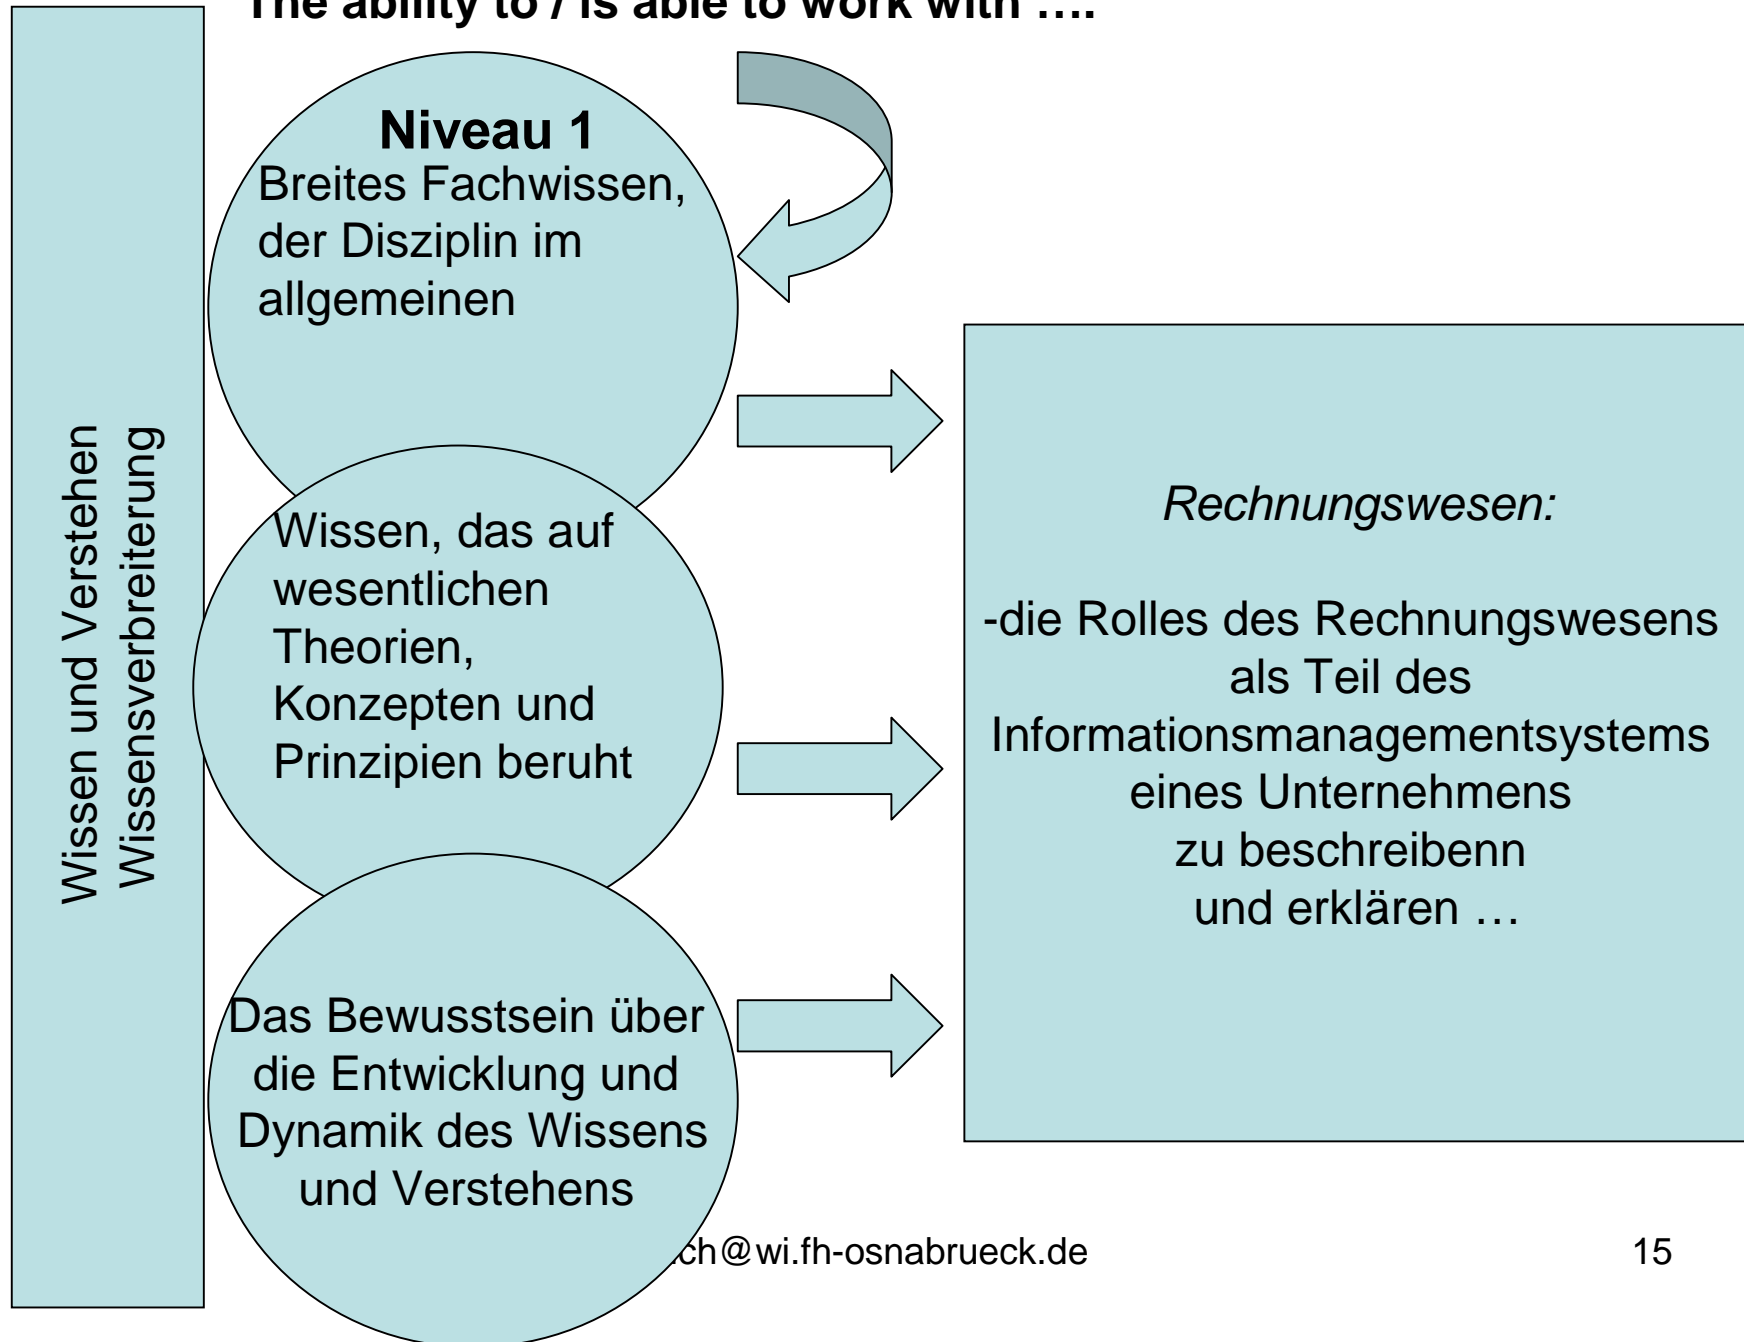 The ability to / is able to work with ….
Wissen und Verstehen
Wissensverbreiterung
Niveau 1
Breites Fachwissen,
der Disziplin im
allgemeinen
Wissen, das auf
wesentlichen
Theorien,
Konzepten und
Prinzipien beruht
Das Bewusstsein über
die Entwicklung und
Dynamik des Wissens
und Verstehens
Rechnungswesen:
-die Rolles des Rechnungswesens
als Teil des
Informationsmanagementsystems
eines Unternehmens
zu beschreibenn
und erklären …
ch@wi.fh-osnabrueck.de
15